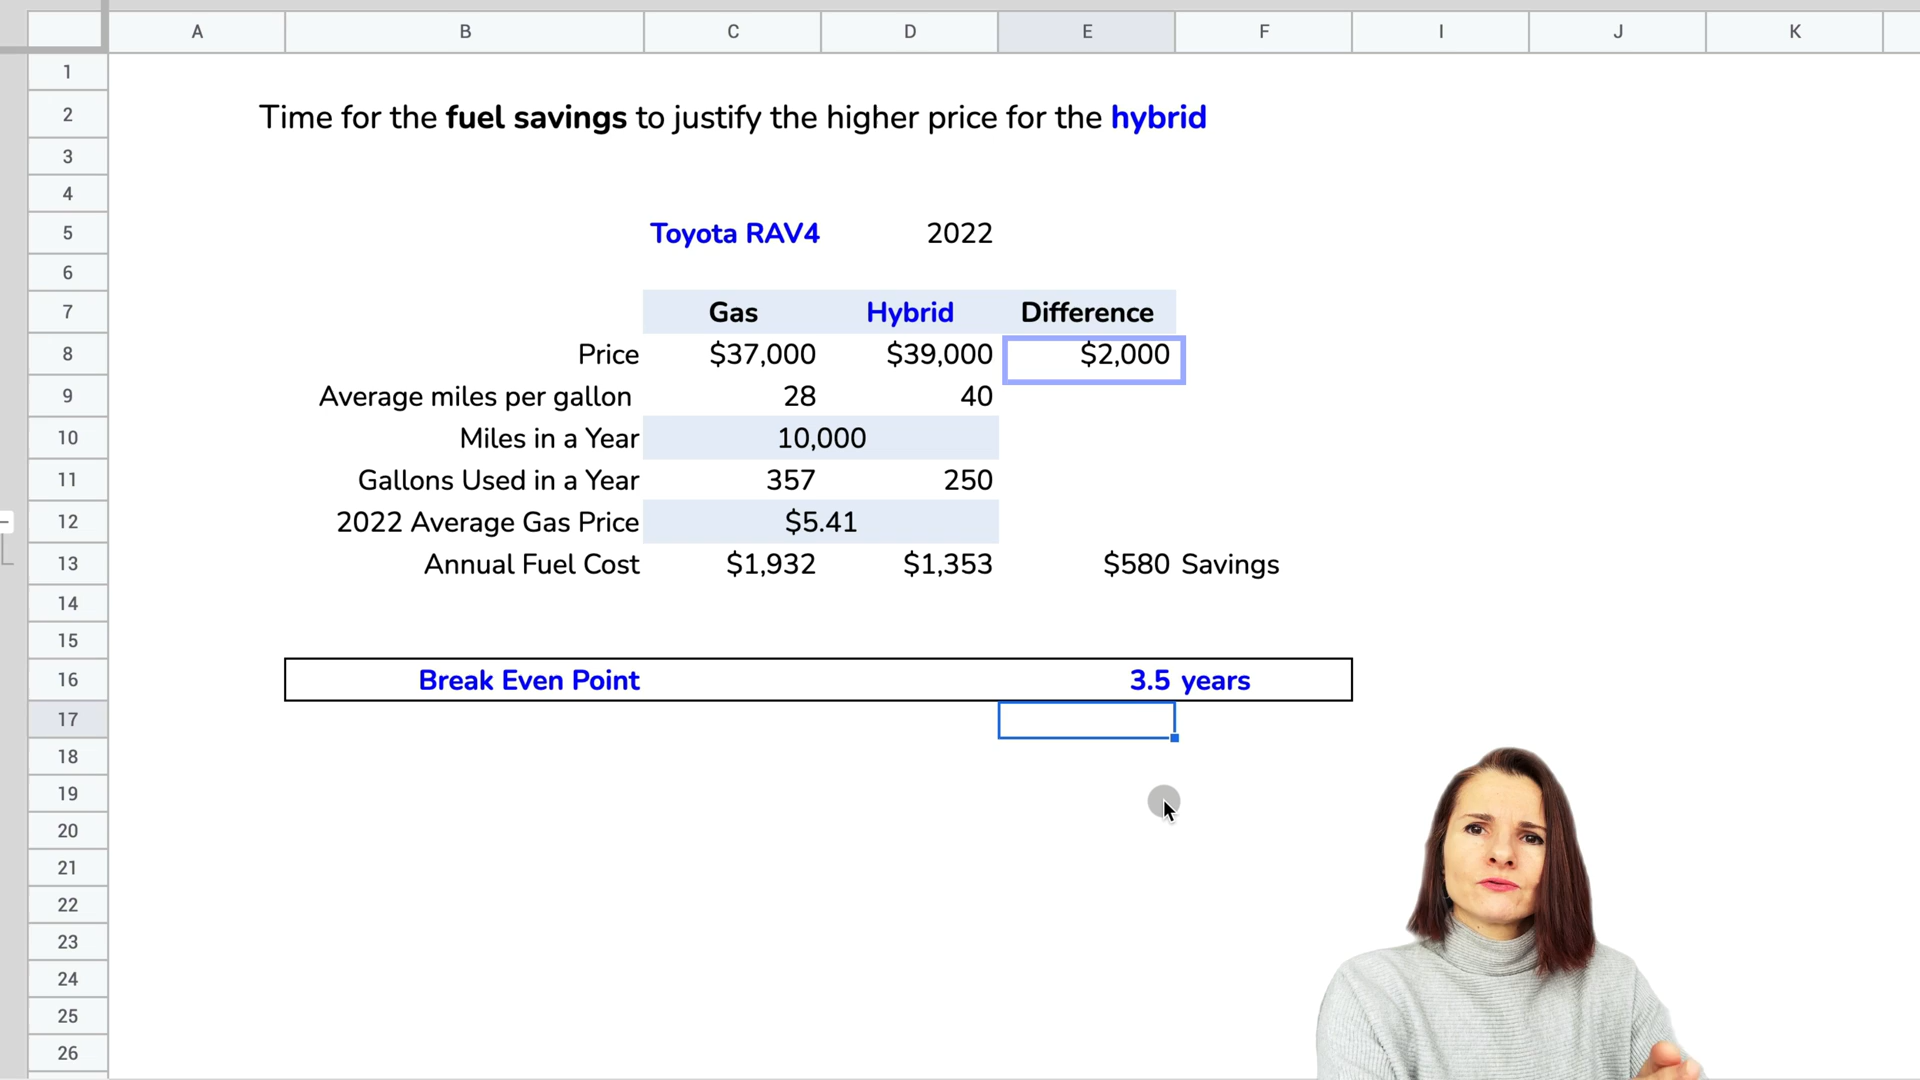 A B C D E F I J K
1
2 Time for the fuel savings to justify the higher price for the hybrid
3
4
5 Toyota RAV4 2022
6
7 Gas Hybrid Difference
8 Price $37,000 $39,000 $2,000
9 Average miles per gallon 28 40
10 Miles in a Year 10,000
11 Gallons Used in a Year 357 250
12 2022 Average Gas Price $5.41
13 Annual Fuel Cost $1,932 $1,353 $580 Savings
14
15
16 Break Even Point 3.5 years
17
18
19
20
21
22
23
24
25
26